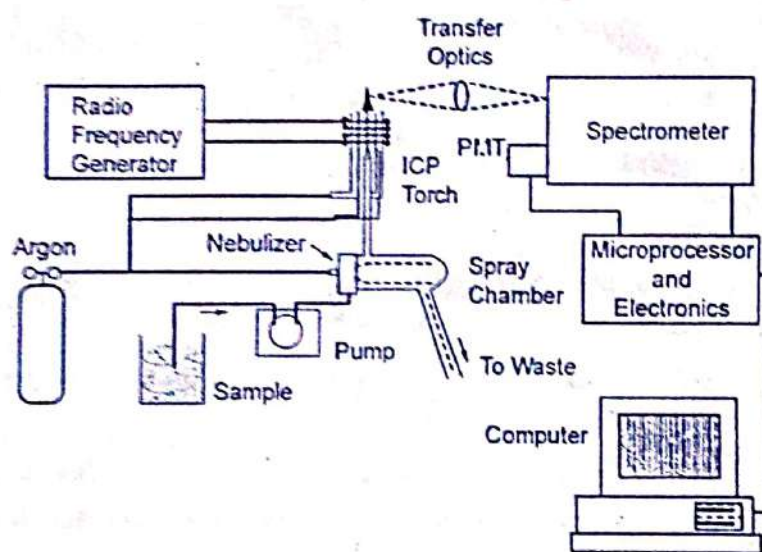 Transfer
Optics
Radio
Frequency
Generator
Spectrometer
PMT
ICP
Torch
Argon
Nebulizer
Spray
Chamber
Microprocessor
and
Electronics
Pump
Sample
To Waste
Computer